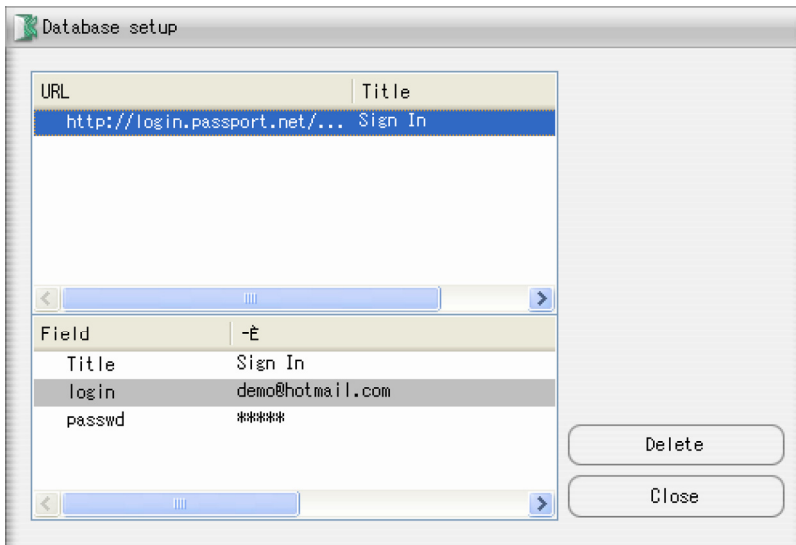 Database setup
URL Title
http://login.passport.net/... Sign In
Field -È
Title Sign In
login demo@hotmail.com
passwd *****
Delete
Close